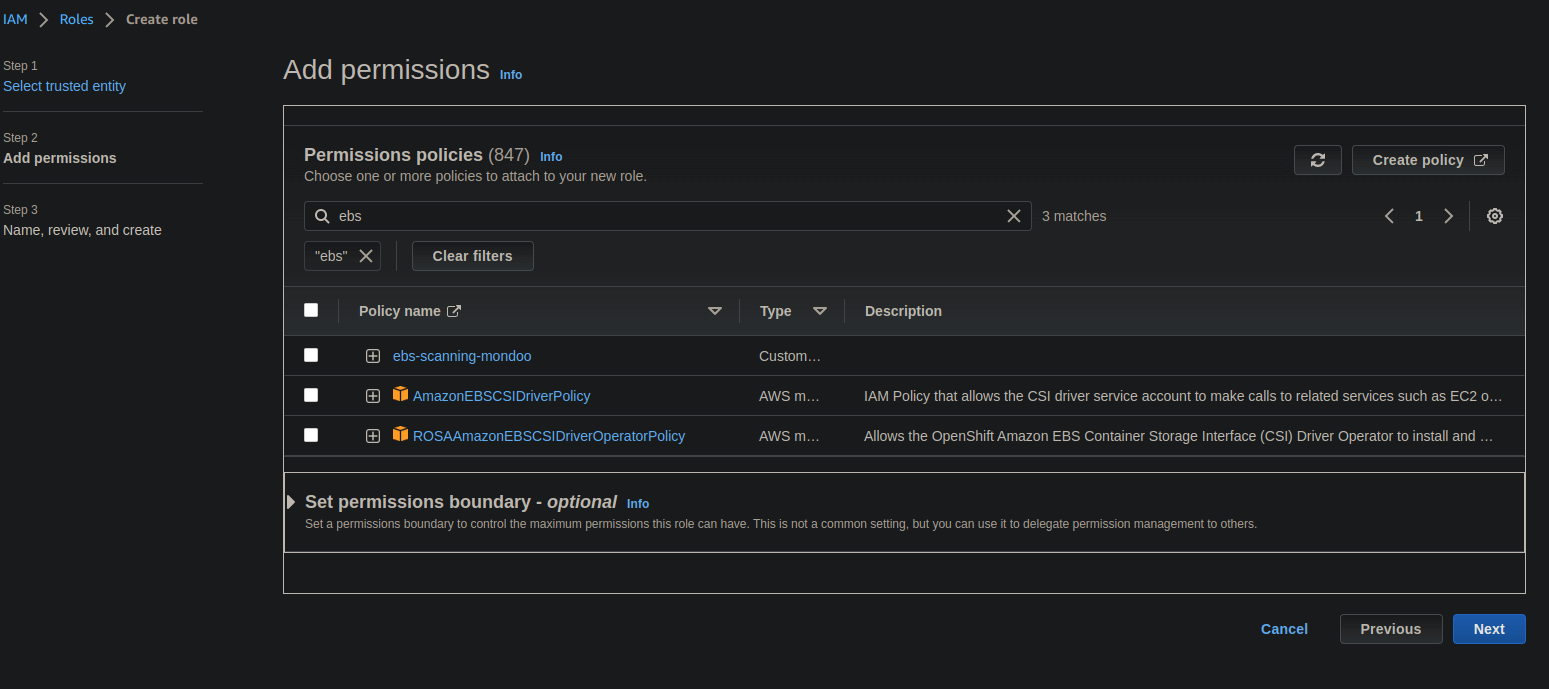 IAM > Roles > Create role
Step 1
Select trusted entity
Step 2
Add permissions
Step 3
Name, review, and create
Add permissions Info
Permissions policies (847) Info
Choose one or more policies to attach to your new role.
Create policy
ebs
3 matches
1
"ebs"
Clear filters
Policy name Type Description
ebs-scanning-mondoo Custom…
AmazonEBSCSIDriverPolicy AWS m… IAM Policy that allows the CSI driver service account to make calls to related services such as EC2 o…
ROSAAmazonEBSCSIDriverOperatorPolicy AWS m… Allows the OpenShift Amazon EBS Container Storage Interface (CSI) Driver Operator to install and …
Set permissions boundary - optional Info
Set a permissions boundary to control the maximum permissions this role can have. This is not a common setting, but you can use it to delegate permission management to others.
Cancel
Previous
Next